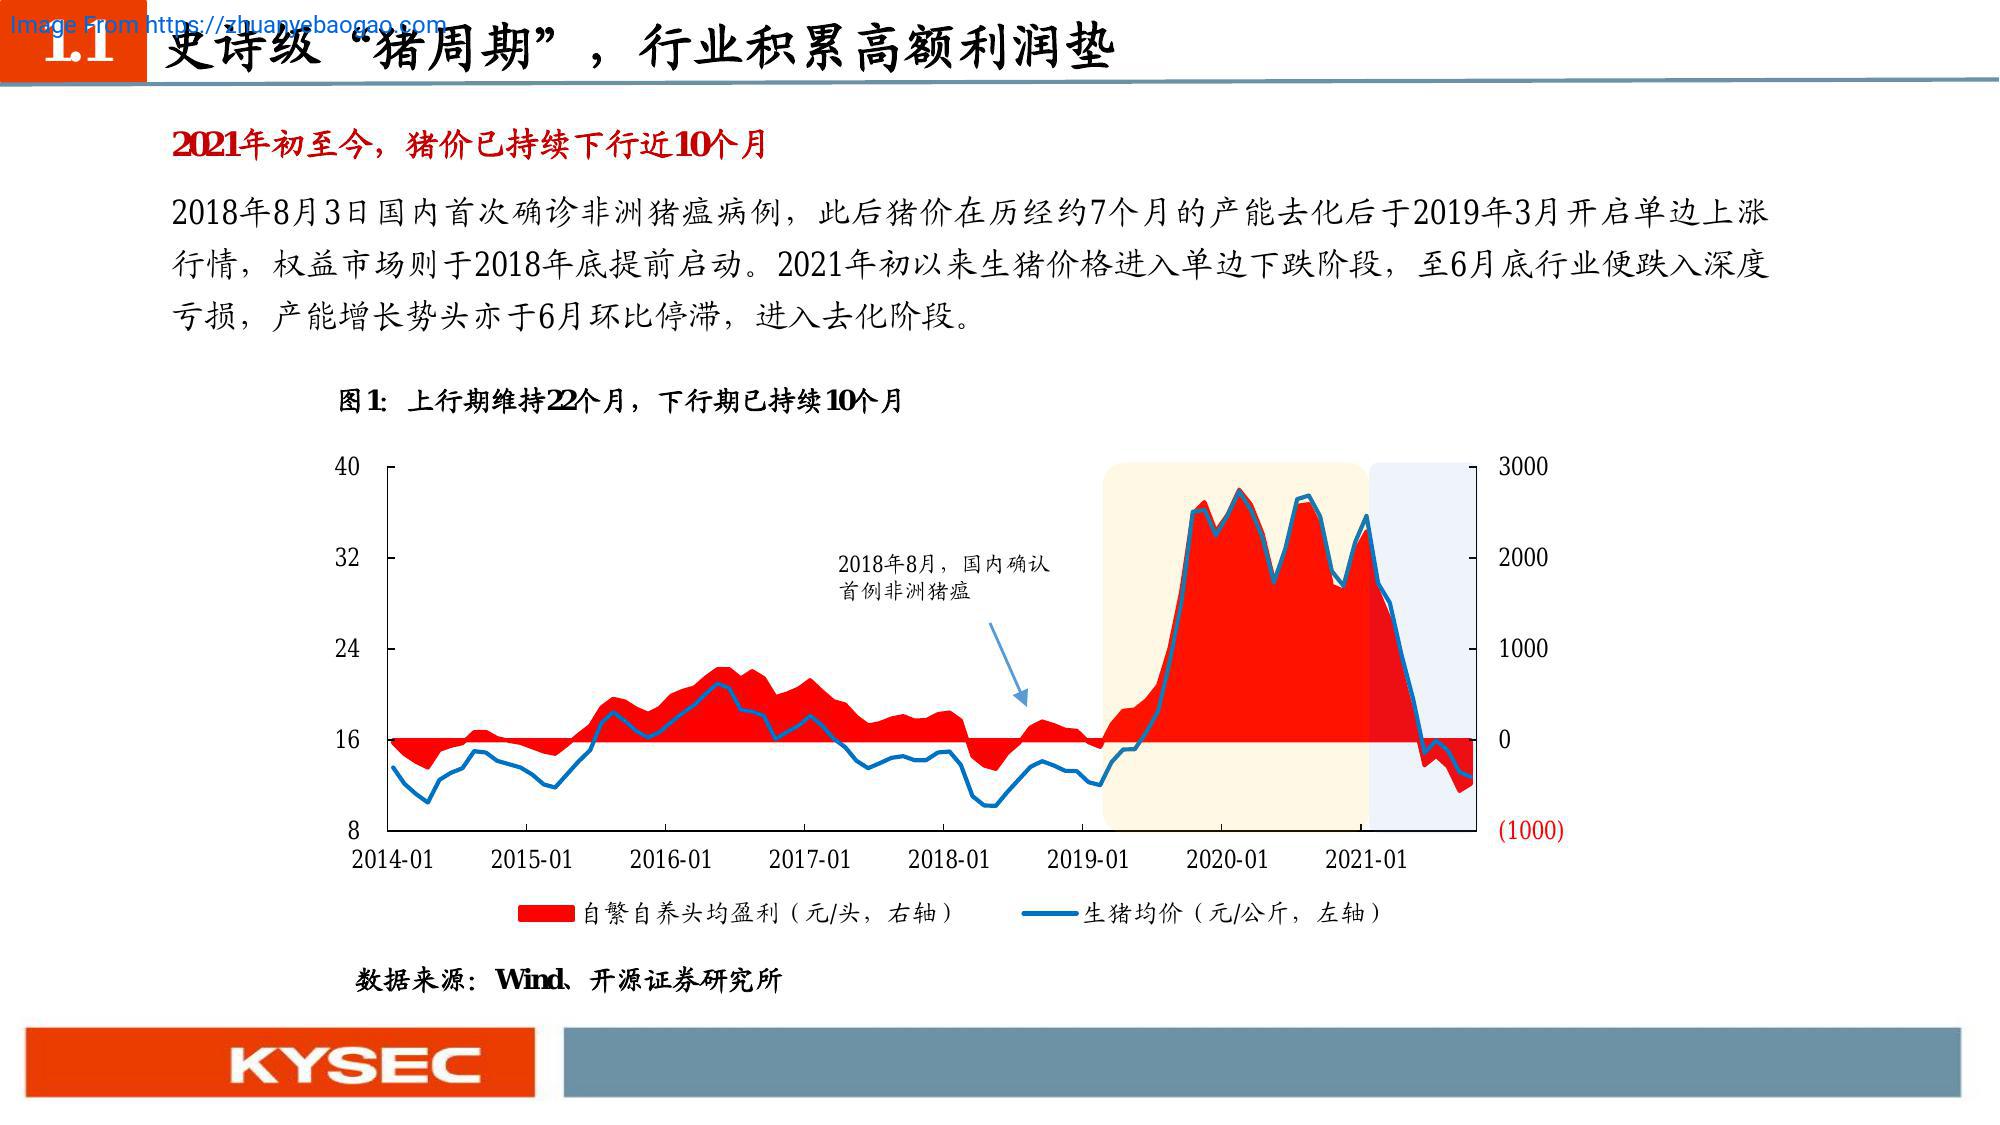 Image From https://zhuanyebaogao.com
1.1 史诗级“猪周期”，行业积累高额利润垫
2021年初至今，猪价已持续下行近10个月
2018年8月3日国内首次确诊非洲猪瘟病例，此后猪价在历经约7个月的产能去化后于2019年3月开启单边上涨
行情，权益市场则于2018年底提前启动。2021年初以来生猪价格进入单边下跌阶段，至6月底行业便跌入深度
亏损，产能增长势头亦于6月环比停滞，进入去化阶段。
图1：上行期维持22个月，下行期已持续10个月
40
32
24
16
8
2018年8月，国内确认
首例非洲猪瘟
3000
2000
1000
0
(1000)
2014-01 2015-01 2016-01 2017-01 2018-01 2019-01 2020-01 2021-01
自繁自养头均盈利（元/头，右轴） 生猪均价（元/公斤，左轴）
数据来源：Wind、开源证券研究所
KYSEC